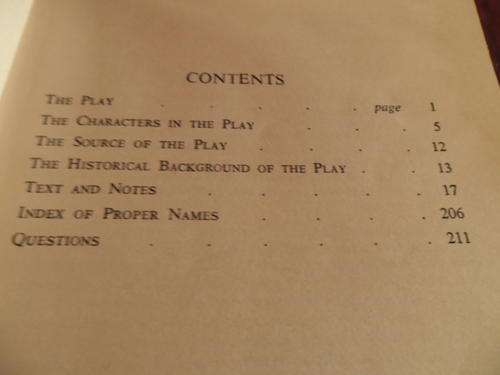 CONTENTS
THE PLAY . . . . . page 1
THE CHARACTERS IN THE PLAY . . . 5
THE SOURCE OF THE PLAY . . . . 12
THE HISTORICAL BACKGROUND OF THE PLAY . . 13
TEXT AND NOTES . . . . . 17
INDEX OF PROPER NAMES . . . . 206
QUESTIONS . . . . . . 211